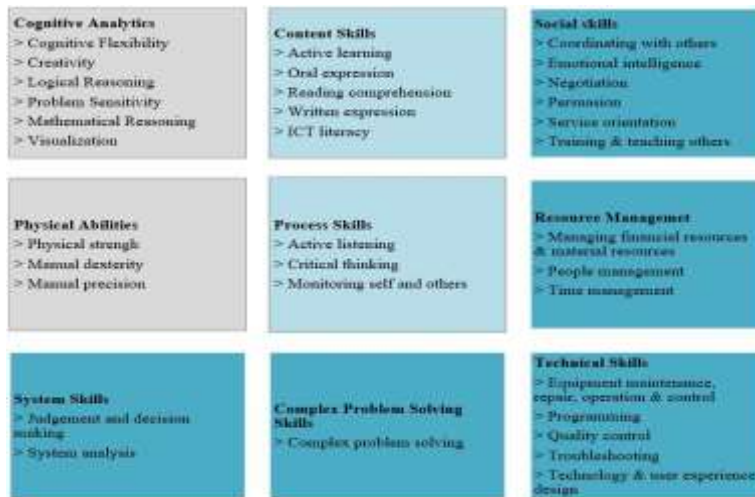 Cognitive Analytics
> Cognitive Flexibility
> Creativity
> Logical Reasoning
> Problem Sensitivity
> Mathematical Reasoning
> Visualization
Content Skills
> Active learning
> Oral expression
> Reading comprehension
> Written expression
> ICT literacy
Social skills
> Coordinating with others
> Emotional intelligence
> Negotiation
> Persuasion
> Service orientation
> Training & teaching others
Physical Abilities
> Physical strengh
> Manual dexterity
> Manual precision
Process Skills
> Active listening
> Critical thinking
> Monitoring self and others
Resource Managemet
> Managing financial resources
& material resources
> People management
> Time management
System Skills
> Judgement and decision
making
> System analysis
Complex Problem Solving
Skills
> Complex problem solving
Technical Skills
> Equipment maintenance,
repair, operation & control
> Programming
> Quality control
> Troubleshooting
> Technology & user experience
design